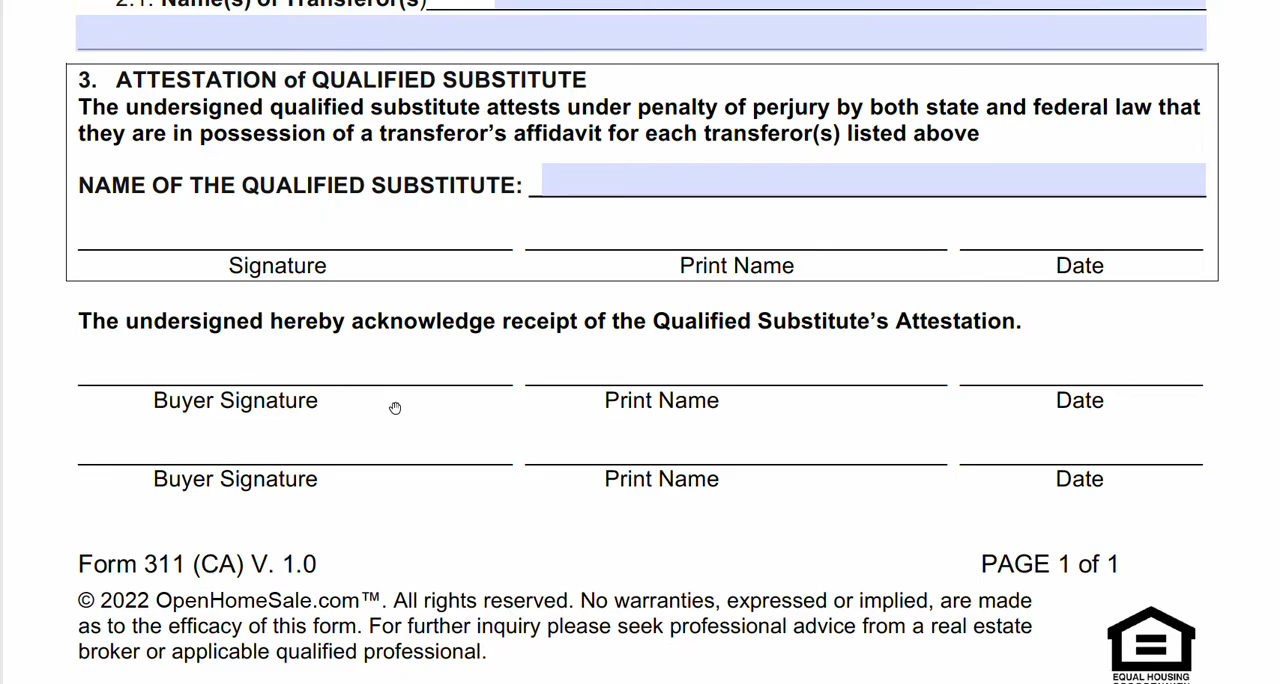 2.1. Name(s) of Transferor(s)
3. ATTESTATION of QUALIFIED SUBSTITUTE
The undersigned qualified substitute attests under penalty of perjury by both state and federal law that
they are in possession of a transferor’s affidavit for each transferor(s) listed above
NAME OF THE QUALIFIED SUBSTITUTE:
Signature Print Name Date
The undersigned hereby acknowledge receipt of the Qualified Substitute’s Attestation.
Buyer Signature Print Name Date
Buyer Signature Print Name Date
Form 311 (CA) V. 1.0 PAGE 1 of 1
© 2022 OpenHomeSale.com™. All rights reserved. No warranties, expressed or implied, are made
as to the efficacy of this form. For further inquiry please seek professional advice from a real estate
broker or applicable qualified professional.
EQUAL HOUSING